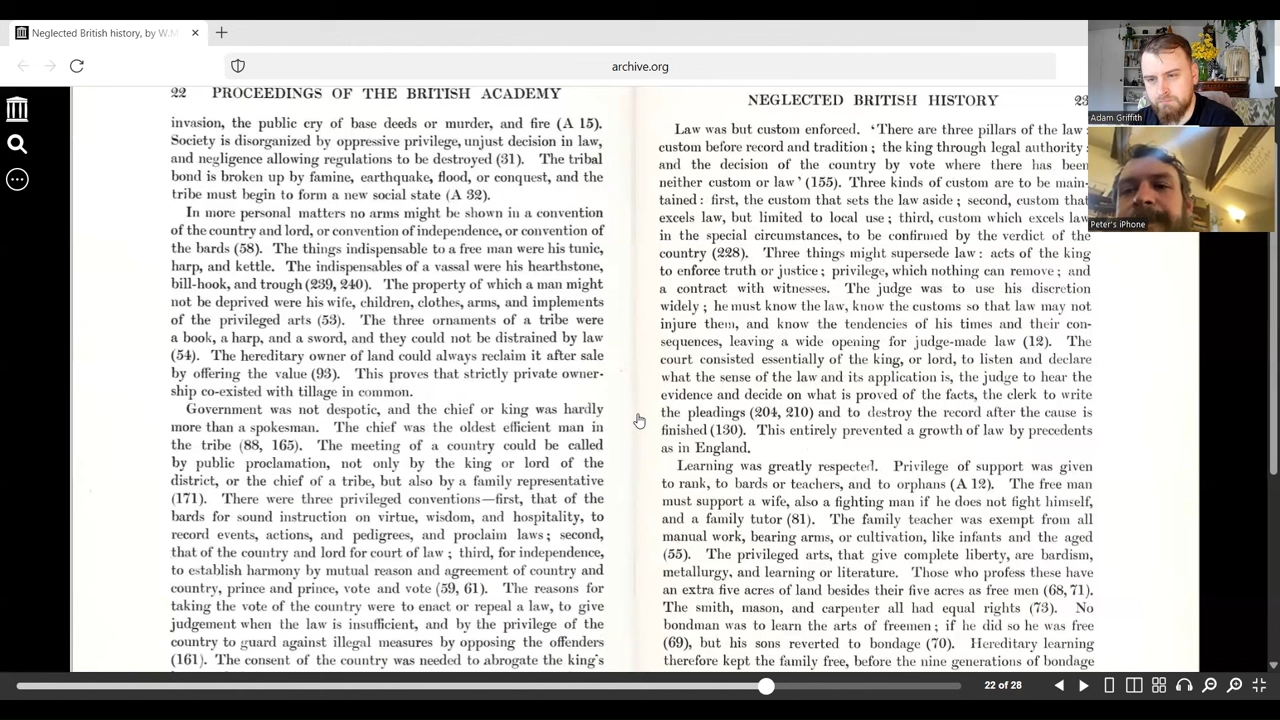 Neglected British history, by W.M
archive.org
Adam Griffith
Peter's iPhone
22 PROCEEDINGS OF THE BRITISH ACADEMY
invasion, the public cry of base deeds or murder, and fire (A 15).
Society is disorganized by oppressive privilege, unjust decision in law,
and negligence allowing regulations to be destroyed (31). The tribal
bond is broken up by famine, earthquake, flood, or conquest, and the
tribe must begin to form a new social state (A 32).
In more personal matters no arms might be shown in a convention
of the country and lord, or convention of independence, or convention of
the bards (58). The things indispensable to a free man were his tunic,
harp, and kettle. The indispensables of a vassal were his hearthstone,
bill-hook, and trough (239, 240). The property of which a man might
not be deprived were his wife, children, clothes, arms, and implements
of the privileged arts (53). The three ornaments of a tribe were
a book, a harp, and a sword, and they could not be distrained by law
(54). The hereditary owner of land could always reclaim it after sale
by offering the value (93). This proves that strictly private owner-
ship co-existed with tillage in common.
Government was not despotic, and the chief or king was hardly
more than a spokesman. The chief was the oldest efficient man in
the tribe (88, 165). The meeting of a country could be called
by public proclamation, not only by the king or lord of the
district, or the chief of a tribe, but also by a family representative
(171). There were three privileged conventions—first, that of the
bards for sound instruction on virtue, wisdom, and hospitality, to
record events, actions, and pedigrees, and proclaim laws; second,
that of the country and lord for court of law; third, for independence,
to establish harmony by mutual reason and agreement of country and
country, prince and prince, vote and vote (59, 61). The reasons for
taking the vote of the country were to enact or repeal a law, to give
judgement when the law is insufficient, and by the privilege of the
country to guard against illegal measures by opposing the offenders
(161). The consent of the country was needed to abrogate the king's
NEGLECTED BRITISH HISTORY 23
Law was but custom enforced. 'There are three pillars of the law:
custom before record and tradition; the king through legal authority:
and the decision of the country by vote where there has been
neither custom or law' (155). Three kinds of custom are to be main-
tained: first, the custom that sets the law aside; second, custom that
excels law, but limited to local use; third, custom which excels law
in the special circumstances, to be confirmed by the verdict of the
country (228). Three things might supersede law: acts of the king
to enforce truth or justice; privilege, which nothing can remove; and
a contract with witnesses. The judge was to use his discretion
widely; he must know the law, know the customs so that law may not
injure them, and know the tendencies of his times and their con-
sequences, leaving a wide opening for judge-made law (12). The
court consisted essentially of the king, or lord, to listen and declare
what the sense of the law and its application is, the judge to hear the
evidence and decide on what is proved of the facts, the clerk to write
the pleadings (204, 210) and to destroy the record after the cause is
finished (130). This entirely prevented a growth of law by precedents
as in England.
Learning was greatly respected. Privilege of support was given
to rank, to bards or teachers, and to orphans (A 12). The free man
must support a wife, also a fighting man if he does not fight himself,
and a family tutor (81). The family teacher was exempt from all
manual work, bearing arms, or cultivation, like infants and the aged
(55). The privileged arts, that give complete liberty, are bardism,
metallurgy, and learning or literature. Those who profess these have
an extra five acres of land besides their five acres as free men (68, 71).
The smith, mason, and carpenter all had equal rights (73). No
bondman was to learn the arts of freemen; if he did so he was free
(69), but his sons reverted to bondage (70). Hereditary learning
therefore kept the family free, before the nine generations of bondage
22 of 28